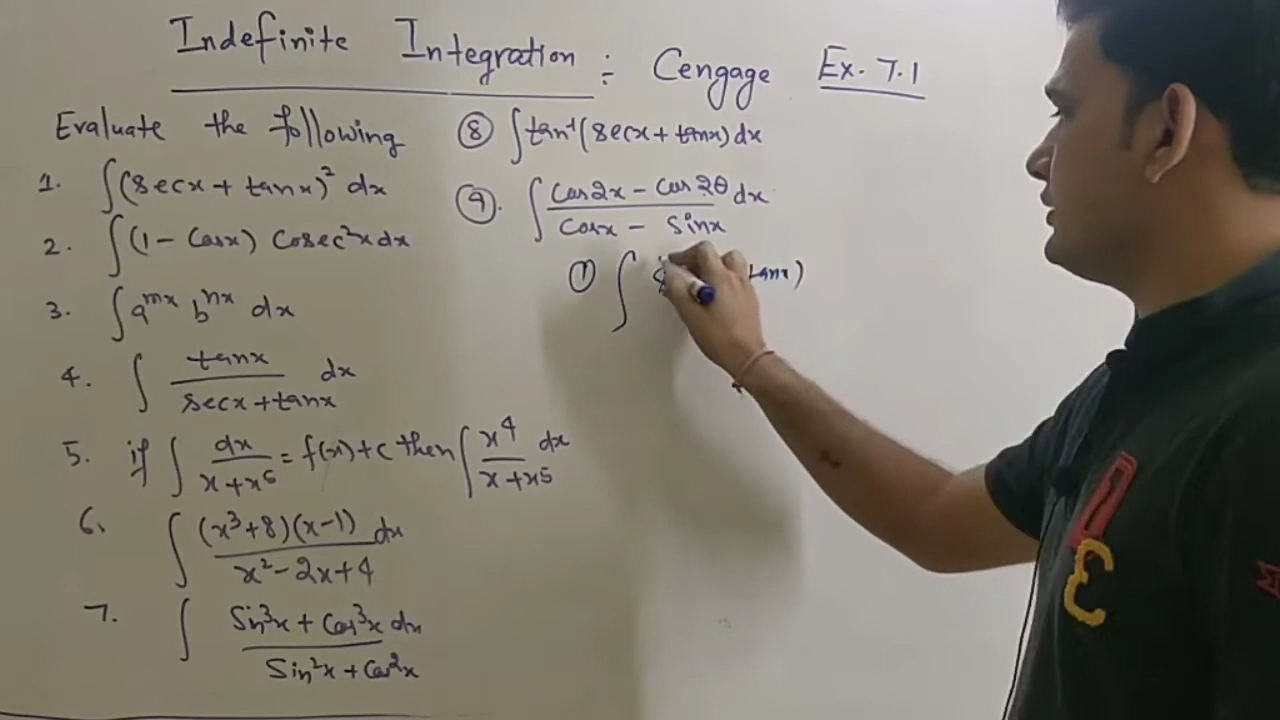 Indefinite Integration :- Cengage Ex. 7.1
Evaluate the following
1. ∫(secx + tanx)² dx
2. ∫(1 - Cosx) Cosec²x dx
3. ∫a^mx b^nx dx
4. ∫ tanx / secx + tanx dx
5. if ∫ dx / x + x⁵ = f(x) + c then ∫ x⁴ / x + x⁵ dx
6. ∫ (x³+8)(x-1) / x² - 2x + 4 dx
7. ∫ Sin³x + Cos³x / Sin²x + Cos²x dx
⑧ ∫tan⁻¹(secx + tanx) dx
⑨. ∫ Cos2x - Cos2θ / Cosx - Sinx dx
① ∫ tanx)